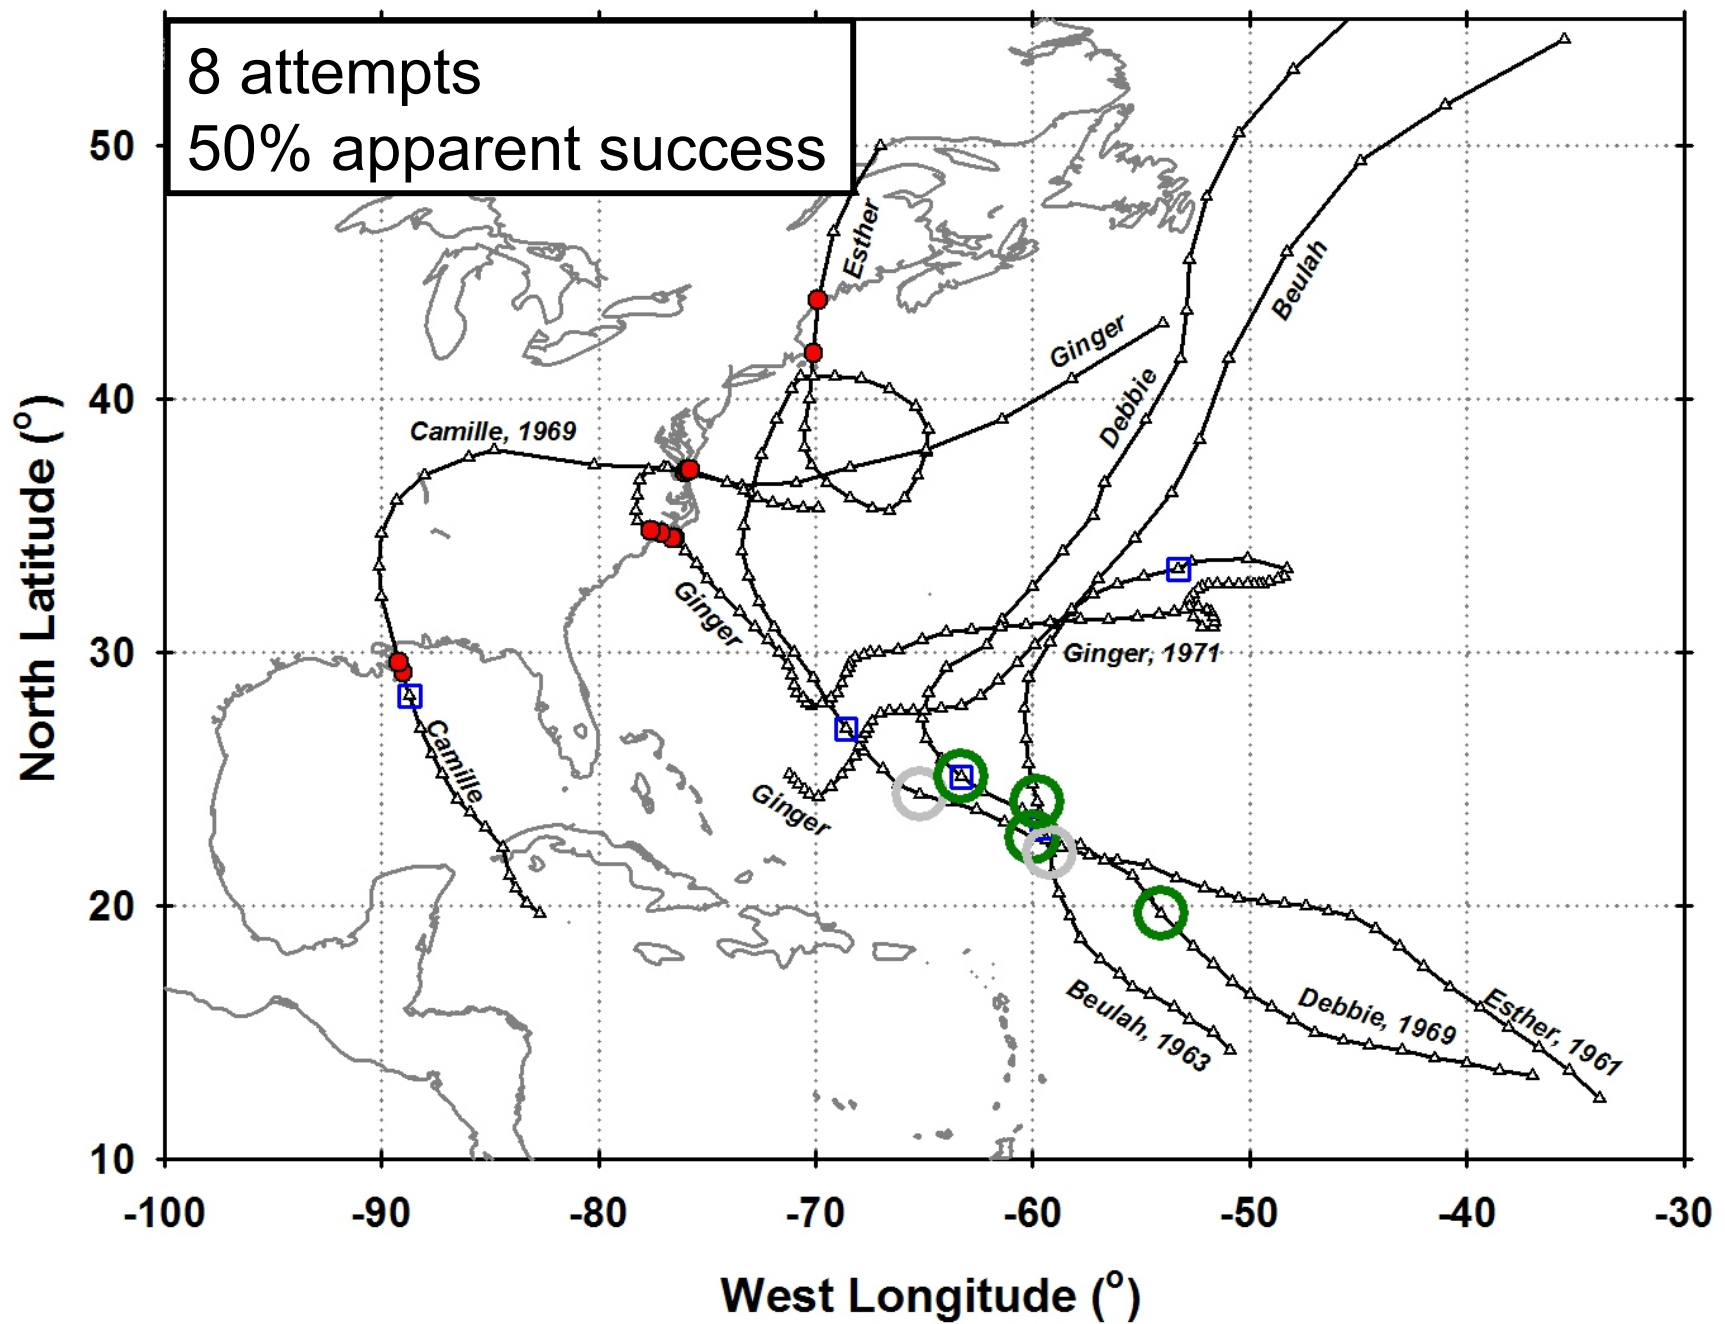 8 attempts
50% apparent success
50
40
30
20
10
North Latitude (o)
Esther
Beulah
Ginger
Debbie
Camille, 1969
Ginger
Ginger, 1971
Camille
Ginger
Beulah, 1963
Debbie, 1969
Esther, 1961
-100 -90 -80 -70 -60 -50 -40 -30
West Longitude (o)